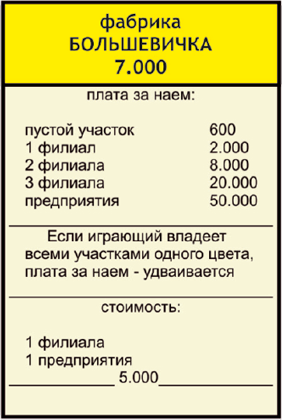 фабрика
БОЛЬШЕВИЧКА
7.000
плата за наем:
пустой участок 600
1 филиал 2.000
2 филиала 8.000
3 филиала 20.000
предприятия 50.000
Если играющий владеет
всеми участками одного цвета,
плата за наем - удваивается
стоимость:
1 филиала
1 предприятия
5.000